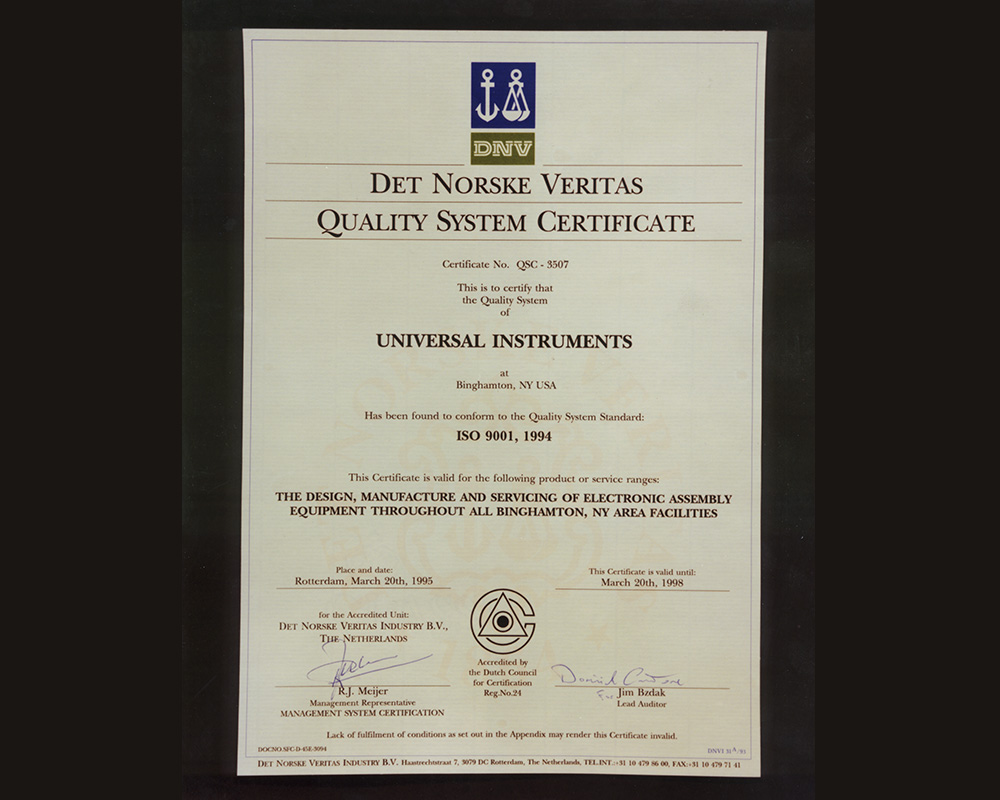 DNV
DET NORSKE VERITAS
QUALITY SYSTEM CERTIFICATE
Certificate No. QSC - 3507
This is to certify that
the Quality System
of
UNIVERSAL INSTRUMENTS
at
Binghamton, NY USA
Has been found to conform to the Quality System Standard:
ISO 9001, 1994
This Certificate is valid for the following product or service ranges:
THE DESIGN, MANUFACTURE AND SERVICING OF ELECTRONIC ASSEMBLY
EQUIPMENT THROUGHOUT ALL BINGHAMTON, NY AREA FACILITIES
Place and date:
Rotterdam, March 20th, 1995
for the Accredited Unit:
DET NORSKE VERITAS INDUSTRY B.V.,
THE NETHERLANDS
R.J. Meijer
Management Representative
MANAGEMENT SYSTEM CERTIFICATION
Accredited by
the Dutch Council
for Certification
Reg.No.24
This Certificate is valid until:
March 20th, 1998
For Jim Bzdak
Lead Auditor
Lack of fulfilment of conditions as set out in the Appendix may render this Certificate invalid.
DOCNO.SFC-D-45E-3094
DET NORSKE VERITAS INDUSTRY B.V. Haastrechtstraat 7, 3079 DC Rotterdam, The Netherlands, TEL.INT.:+31 10 479 86 00, FAX:+31 10 479 71 41